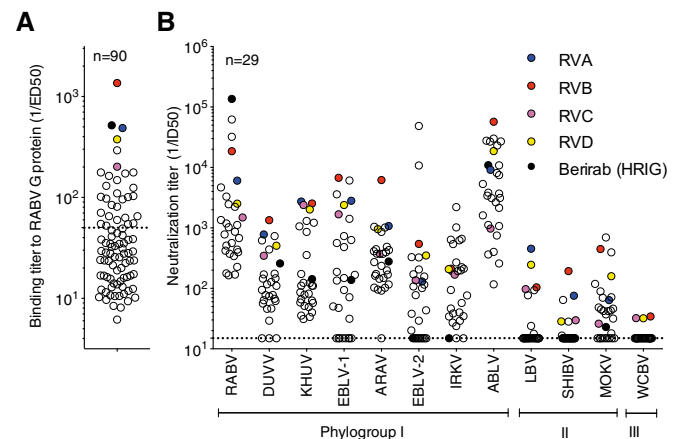 A
B
n=90
n=29
Binding titer to RABV G protein (1/ED50)
10³
10²
10¹
Neutralization titer (1/ID50)
10⁶
10⁵
10⁴
10³
10²
10¹
RVA
RVB
RVC
RVD
Berirab (HRIG)
RABV
DUVV
KHUV
EBLV-1
ARAV
EBLV-2
IRKV
ABLV
LBV
SHIBV
MOKV
WCBV
Phylogroup I
II
III